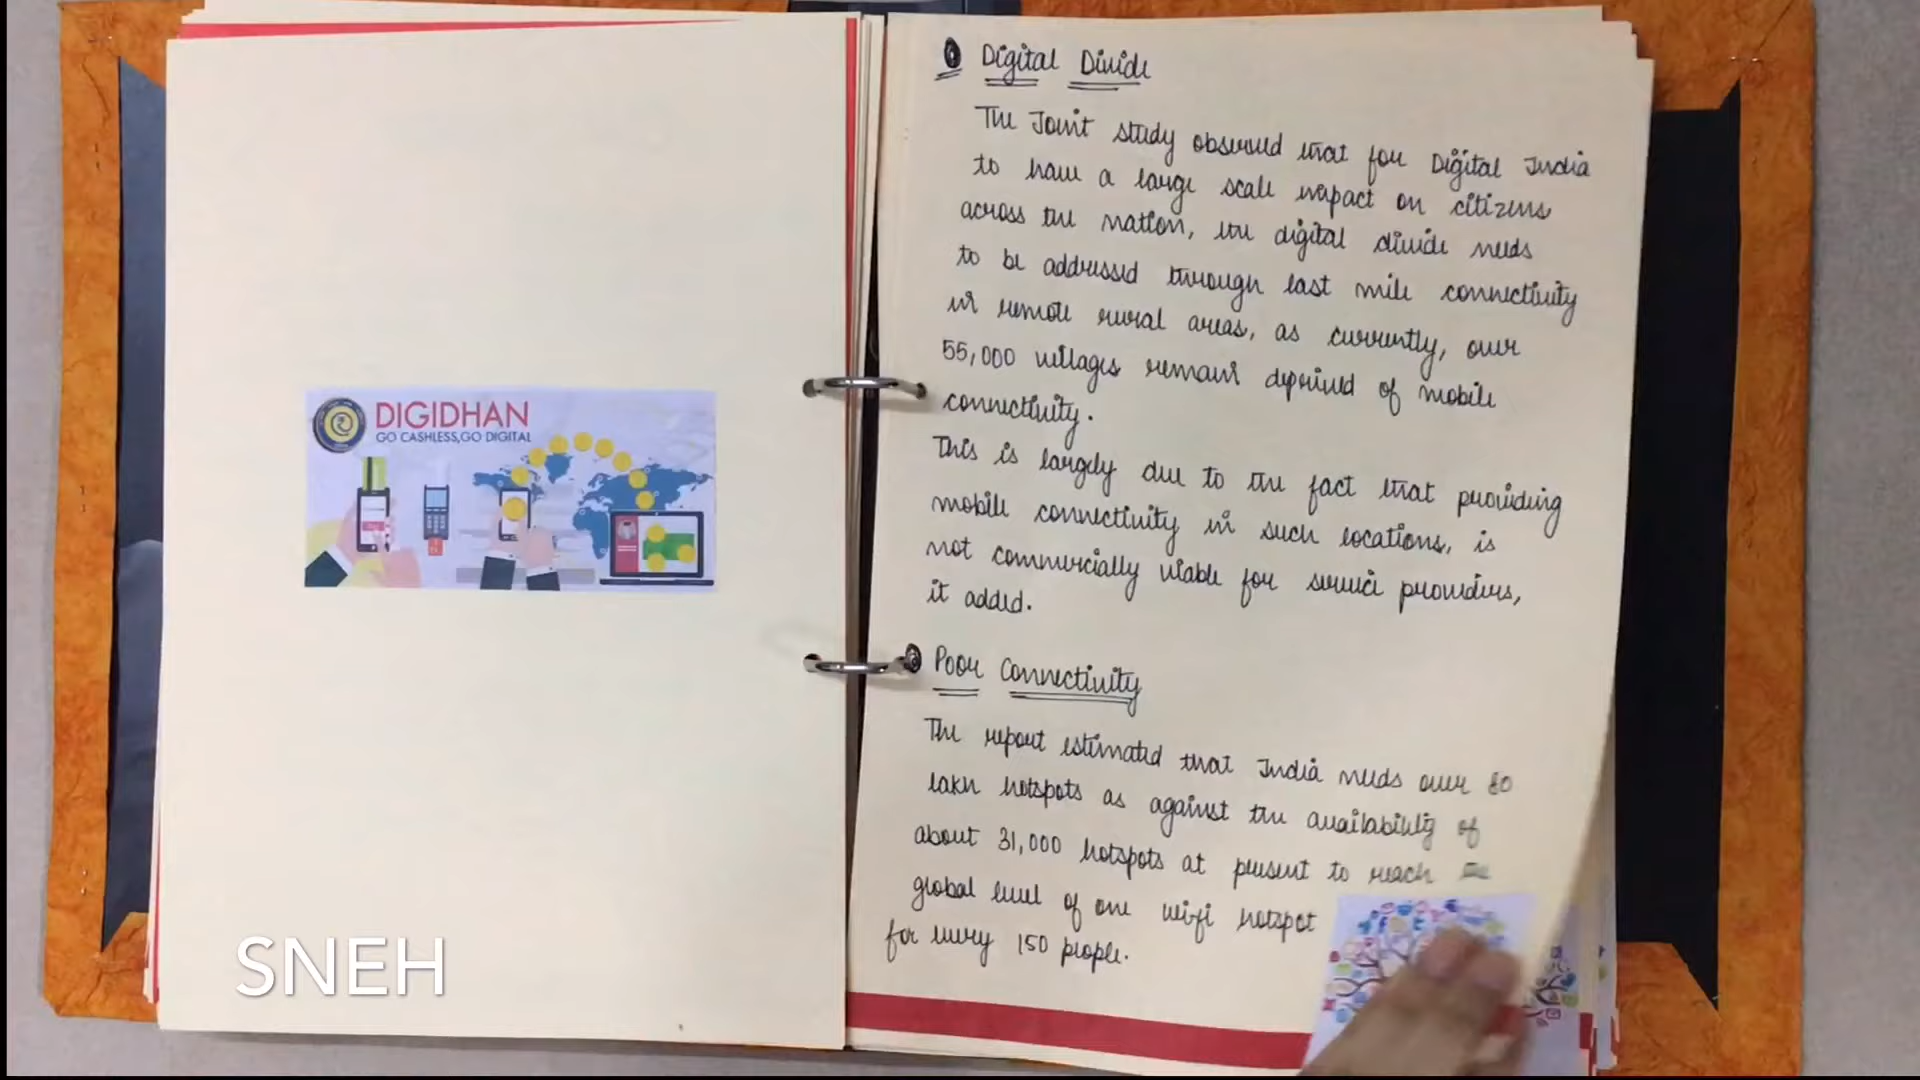 DIGIDHAN
GO CASHLESS,GO DIGITAL
SNEH
Digital Divide
The Joint study observed that for Digital India
to have a large scale impact on citizens
across the nation, the digital divide needs
to be addressed through last mile connectivity
in remote rural areas, as currently, over
55,000 villages remain deprived of mobile
connectivity.
This is largely due to the fact that providing
mobile connectivity in such locations, is
not commercially viable for service providers,
it added.
Poor Connectivity
The report estimated that India needs over 80
lakh hotspots as against the availability of
about 31,000 hotspots at present to reach the
global level of one wifi hotspot
for every 150 people.